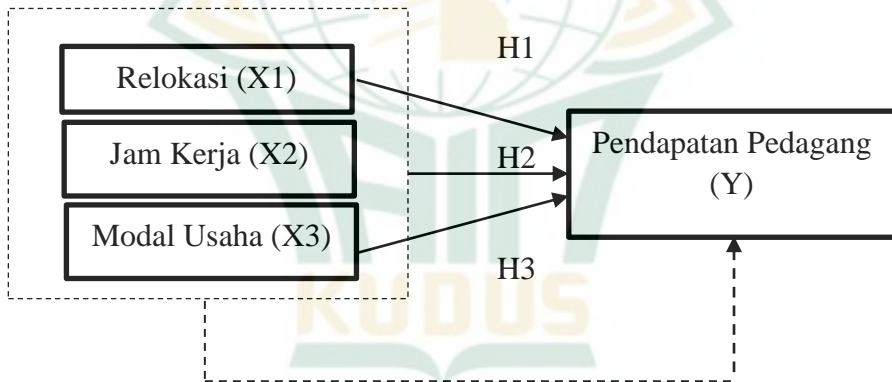 H1
Relokasi (X1)
Jam Kerja (X2)
H2
Pendapatan Pedagang
(Y)
Modal Usaha (X3)
H3
KUDUS